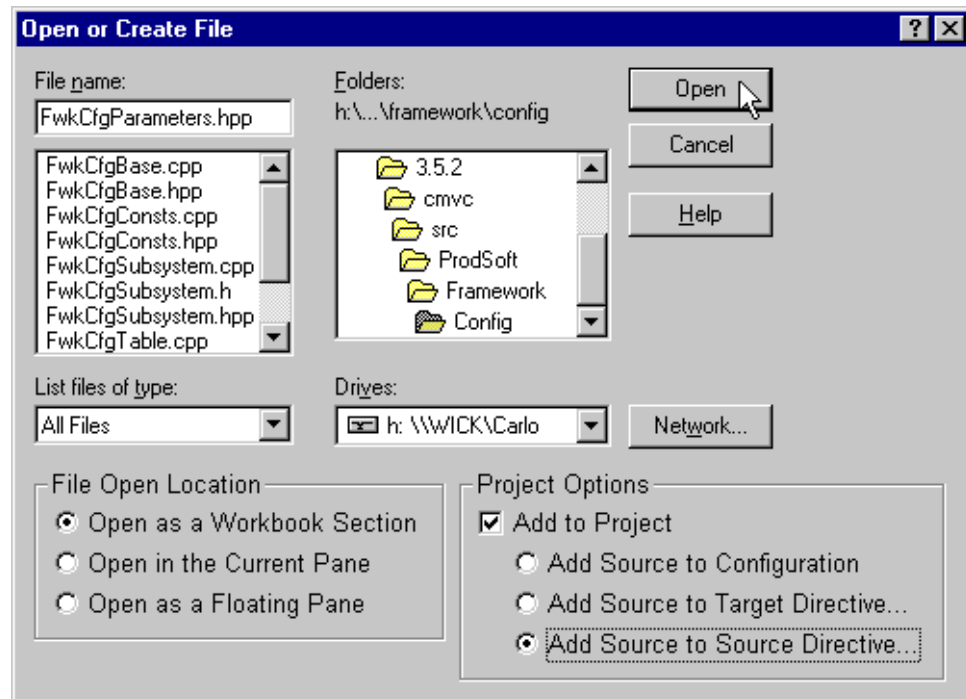 Open or Create File
File name:
FwkCfgParameters.hpp
FwkCfgBase.cpp
FwkCfgBase.hpp
FwkCfgConsts.cpp
FwkCfgConsts.hpp
FwkCfgSubsystem.cpp
FwkCfgSubsystem.h
FwkCfgSubsystem.hpp
FwkCfgTable.cpp
Folders:
h:\...\framework\config
3.5.2
cmvc
src
ProdSoft
Framework
Config
Open
Cancel
Help
List files of type:
All Files
Drives:
h: \\WICK\Carlo
Network...
File Open Location
Open as a Workbook Section
Open in the Current Pane
Open as a Floating Pane
Project Options
Add to Project
Add Source to Configuration
Add Source to Target Directive...
Add Source to Source Directive...